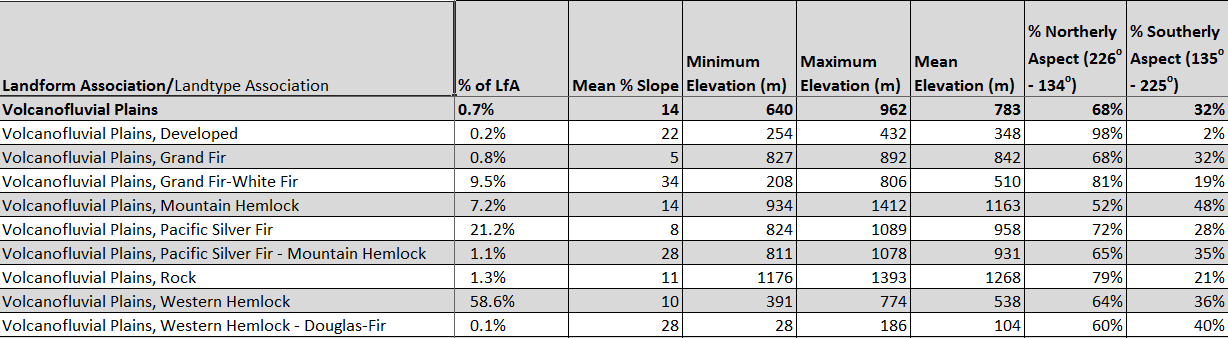 Landform Association/Landtype Association % of LfA Mean % Slope Minimum Elevation (m) Maximum Elevation (m) Mean Elevation (m) % Northerly Aspect (226° - 134°) % Southerly Aspect (135° - 225°)
Volcanofluvial Plains 0.7% 14 640 962 783 68% 32%
Volcanofluvial Plains, Developed 0.2% 22 254 432 348 98% 2%
Volcanofluvial Plains, Grand Fir 0.8% 5 827 892 842 68% 32%
Volcanofluvial Plains, Grand Fir-White Fir 9.5% 34 208 806 510 81% 19%
Volcanofluvial Plains, Mountain Hemlock 7.2% 14 934 1412 1163 52% 48%
Volcanofluvial Plains, Pacific Silver Fir 21.2% 8 824 1089 958 72% 28%
Volcanofluvial Plains, Pacific Silver Fir - Mountain Hemlock 1.1% 28 811 1078 931 65% 35%
Volcanofluvial Plains, Rock 1.3% 11 1176 1393 1268 79% 21%
Volcanofluvial Plains, Western Hemlock 58.6% 10 391 774 538 64% 36%
Volcanofluvial Plains, Western Hemlock - Douglas-Fir 0.1% 28 28 186 104 60% 40%